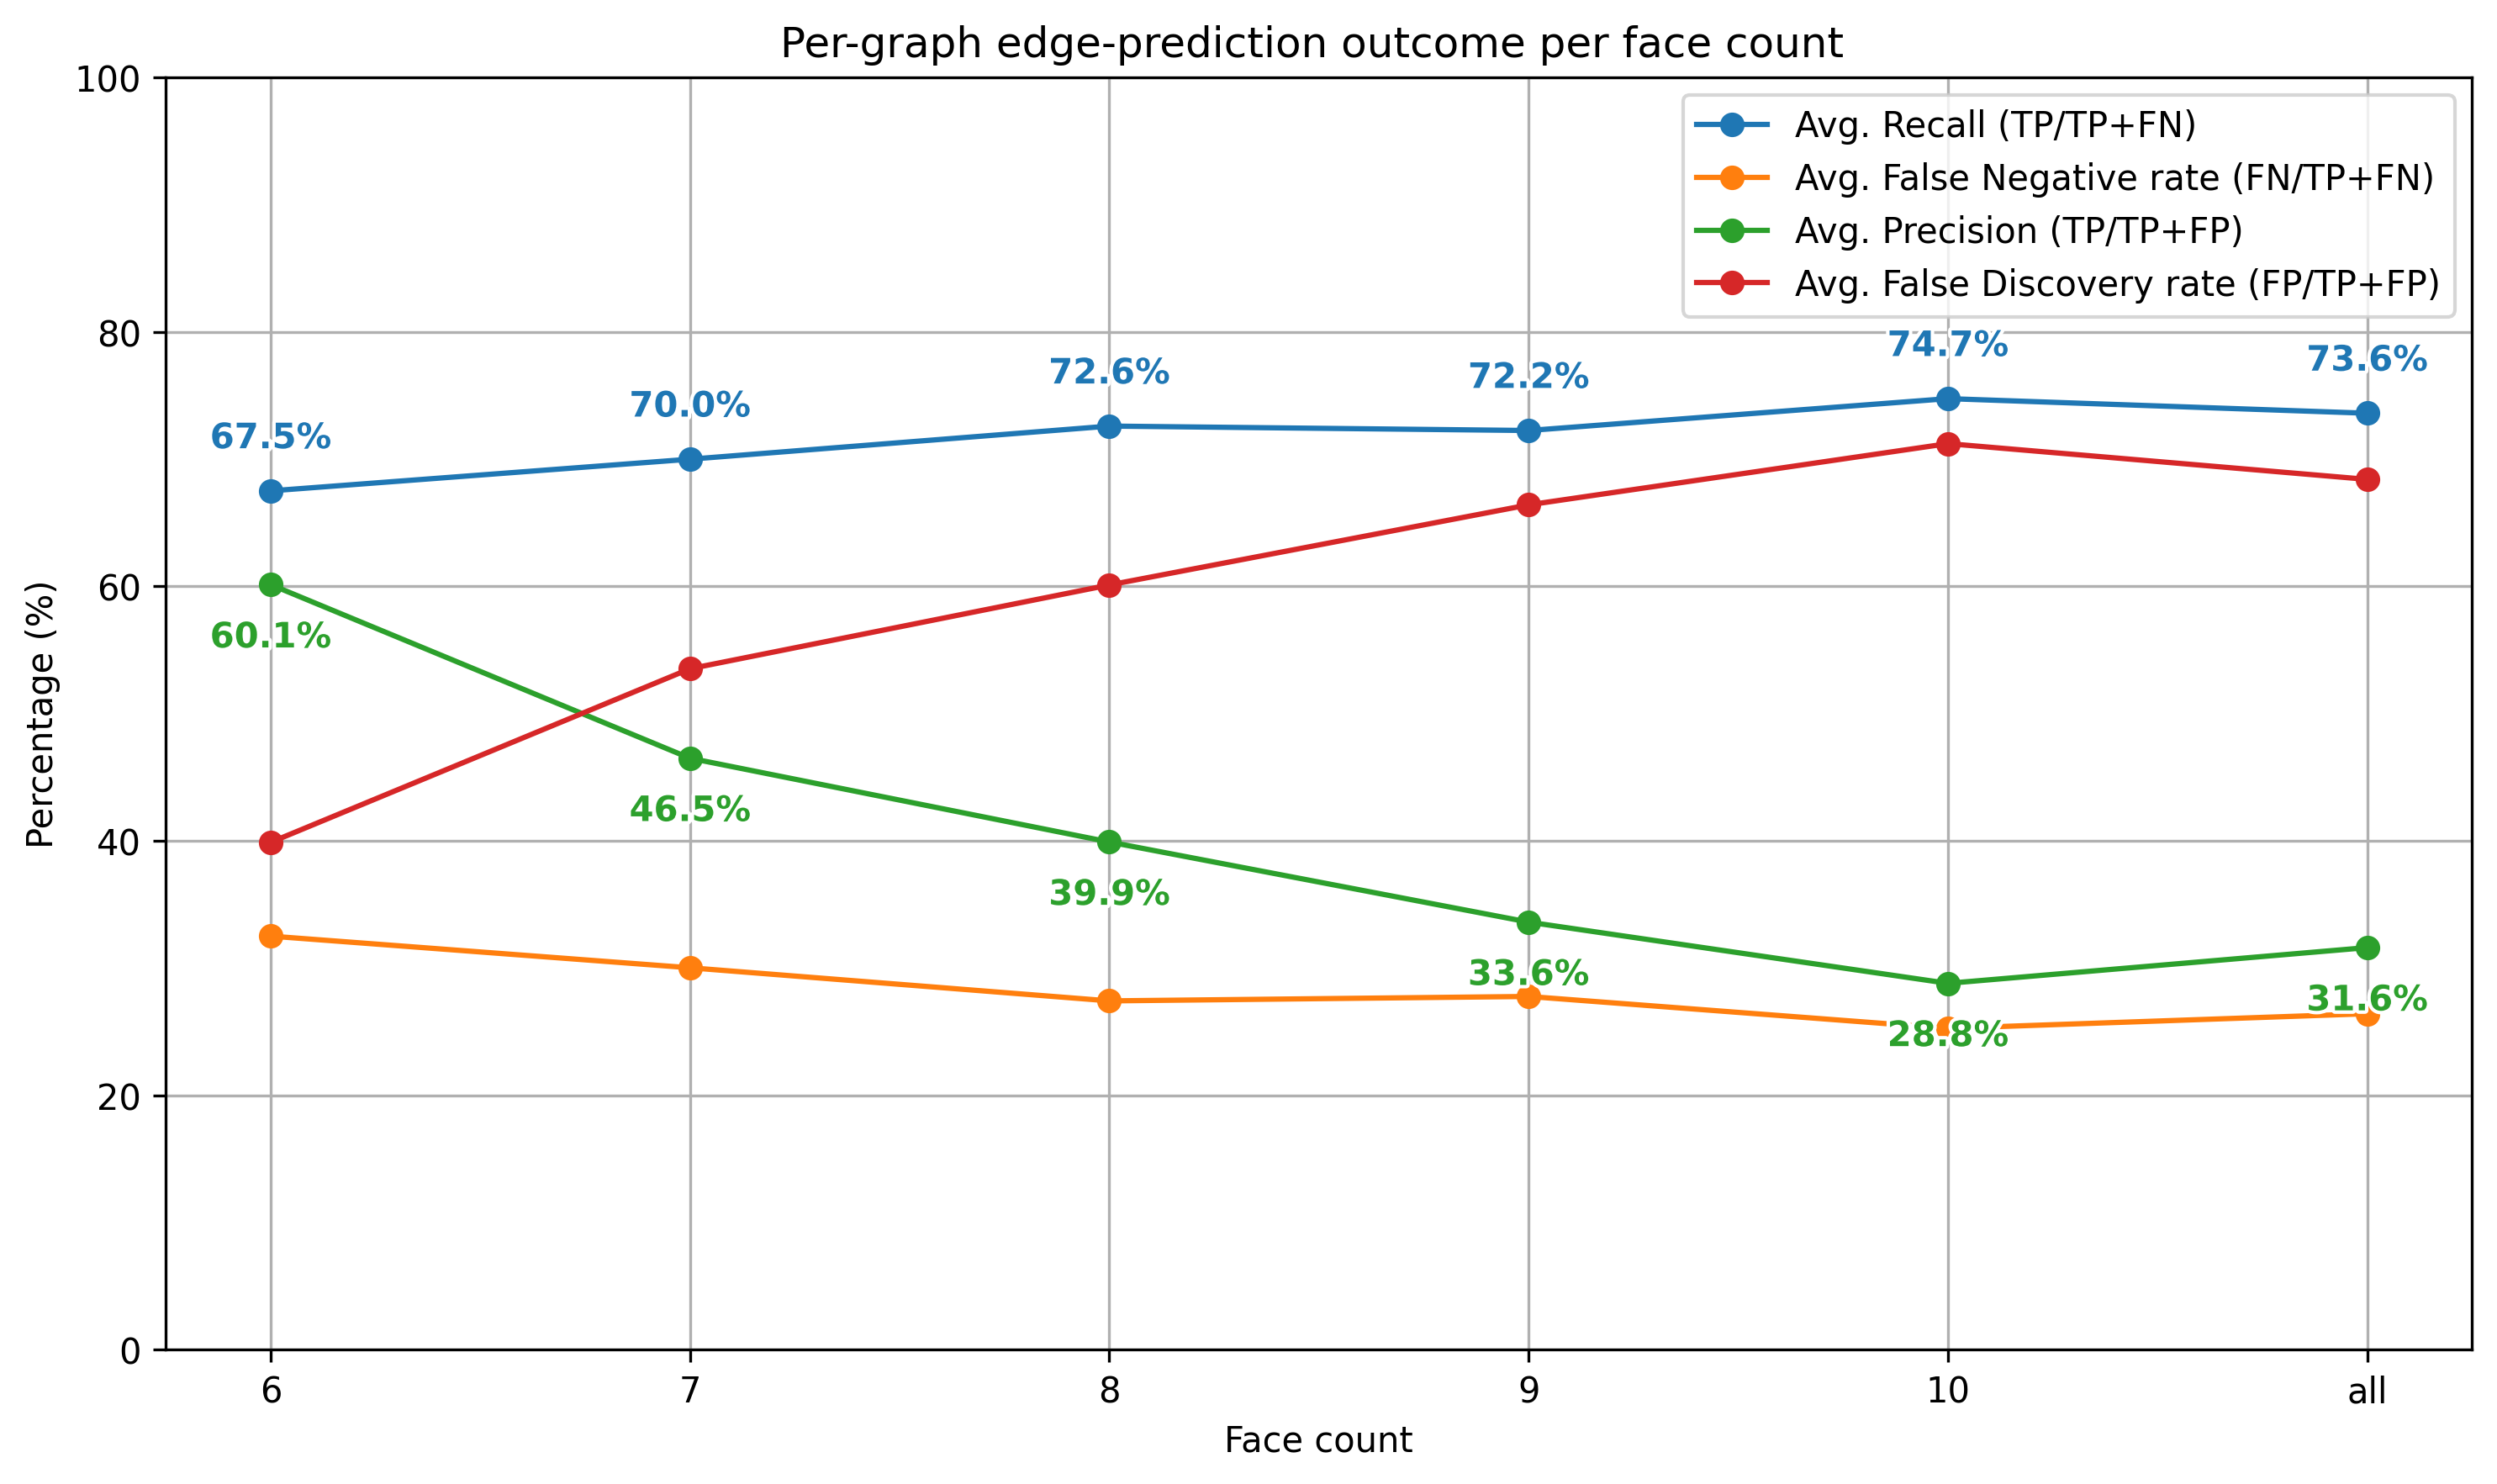 Per-graph edge-prediction outcome per face count
100
80
60
40
20
0
Percentage (%)
Avg. Recall (TP/TP+FN)
Avg. False Negative rate (FN/TP+FN)
Avg. Precision (TP/TP+FP)
Avg. False Discovery rate (FP/TP+FP)
67.5%
70.0%
72.6%
72.2%
74.7%
73.6%
60.1%
46.5%
39.9%
33.6%
28.8%
31.6%
6
7
8
9
10
all
Face count